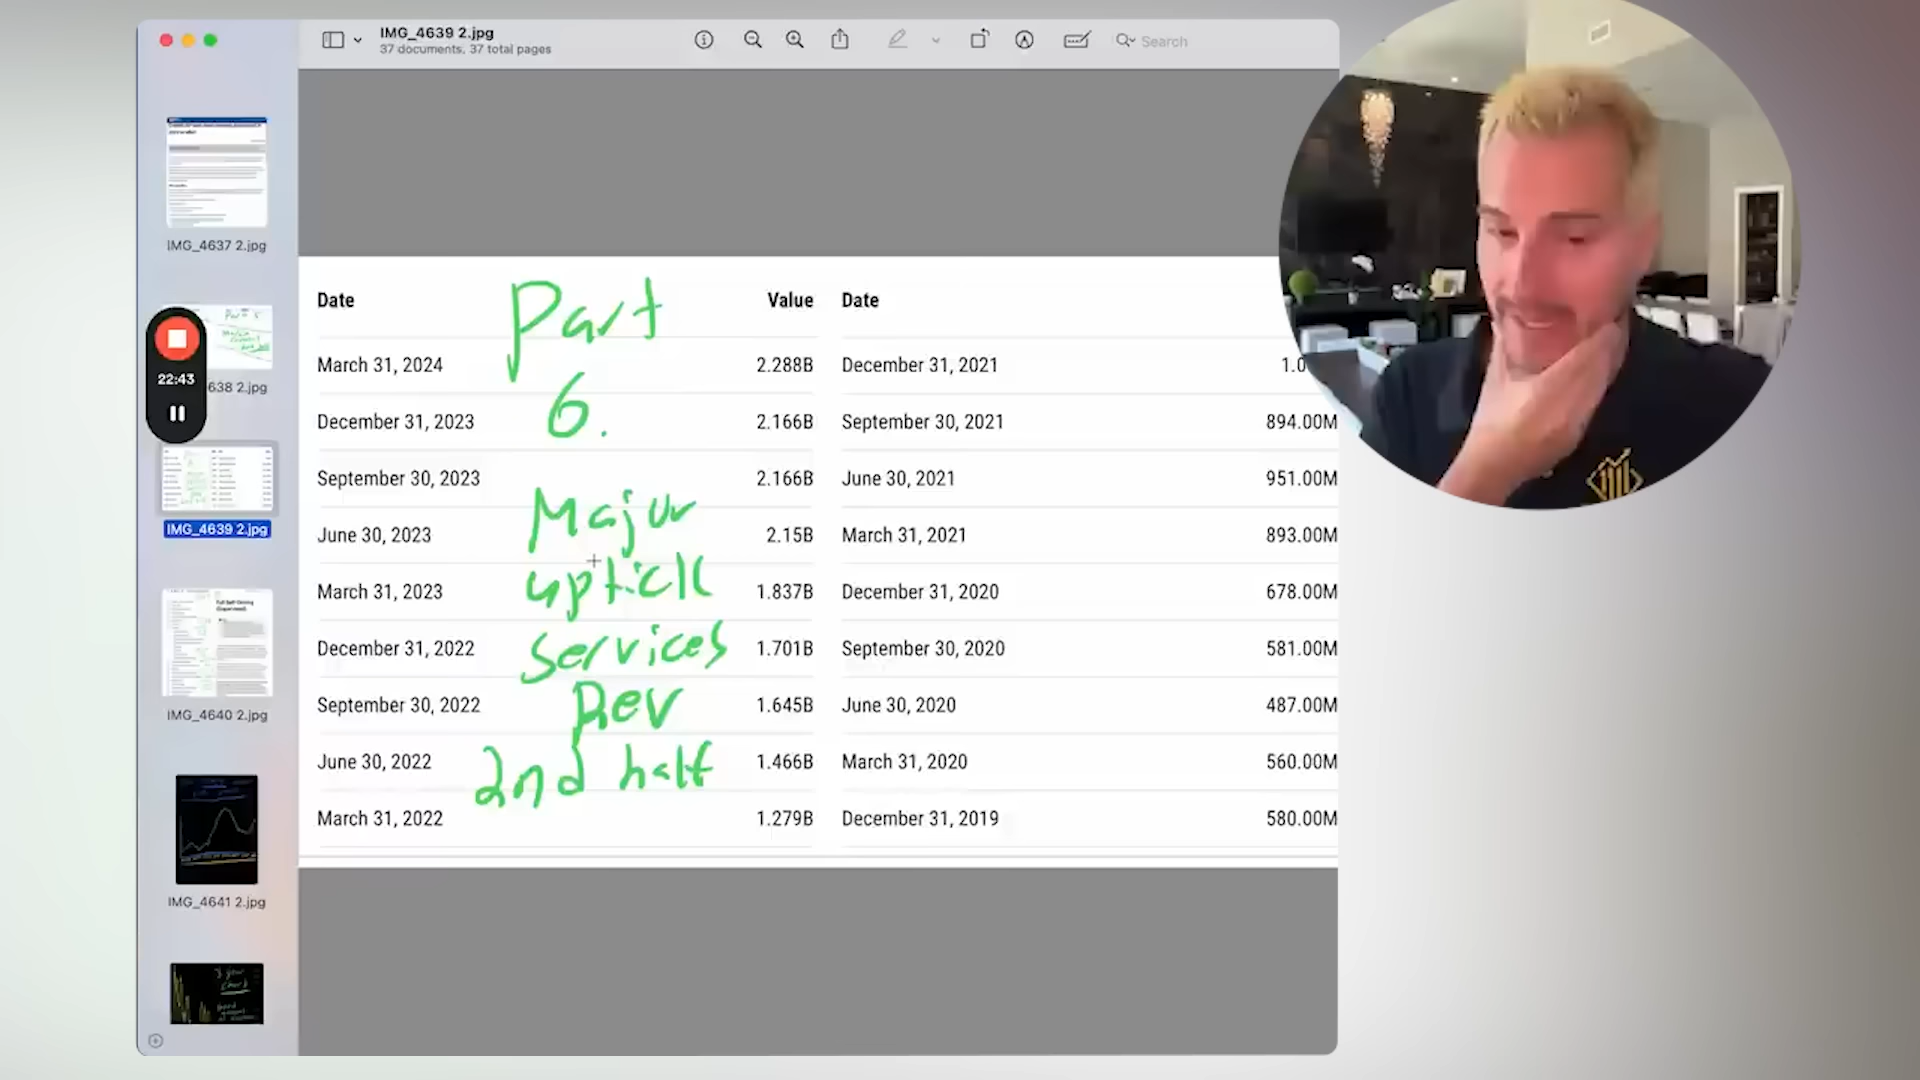 IMG_4639 2.jpg
37 documents, 37 total pages
Search
IMG_4637 2.jpg
22:43
638 2.jpg
IMG_4639 2.jpg
IMG_4640 2.jpg
IMG_4641 2.jpg
Date Value Date
March 31, 2024 2.288B December 31, 2021 1.0
December 31, 2023 2.166B September 30, 2021 894.00M
September 30, 2023 2.166B June 30, 2021 951.00M
June 30, 2023 2.15B March 31, 2021 893.00M
March 31, 2023 1.837B December 31, 2020 678.00M
December 31, 2022 1.701B September 30, 2020 581.00M
September 30, 2022 1.645B June 30, 2020 487.00M
June 30, 2022 1.466B March 31, 2020 560.00M
March 31, 2022 1.279B December 31, 2019 580.00M
Part
6.
Major
uptick
services
Rev
2nd half